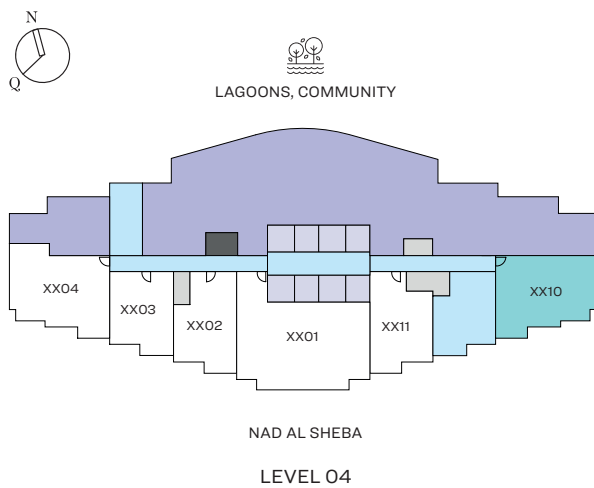 N
Q
LAGOONS, COMMUNITY
XX04
XX03
XX02
XX01
XX11
XX10
NAD AL SHEBA
LEVEL 04